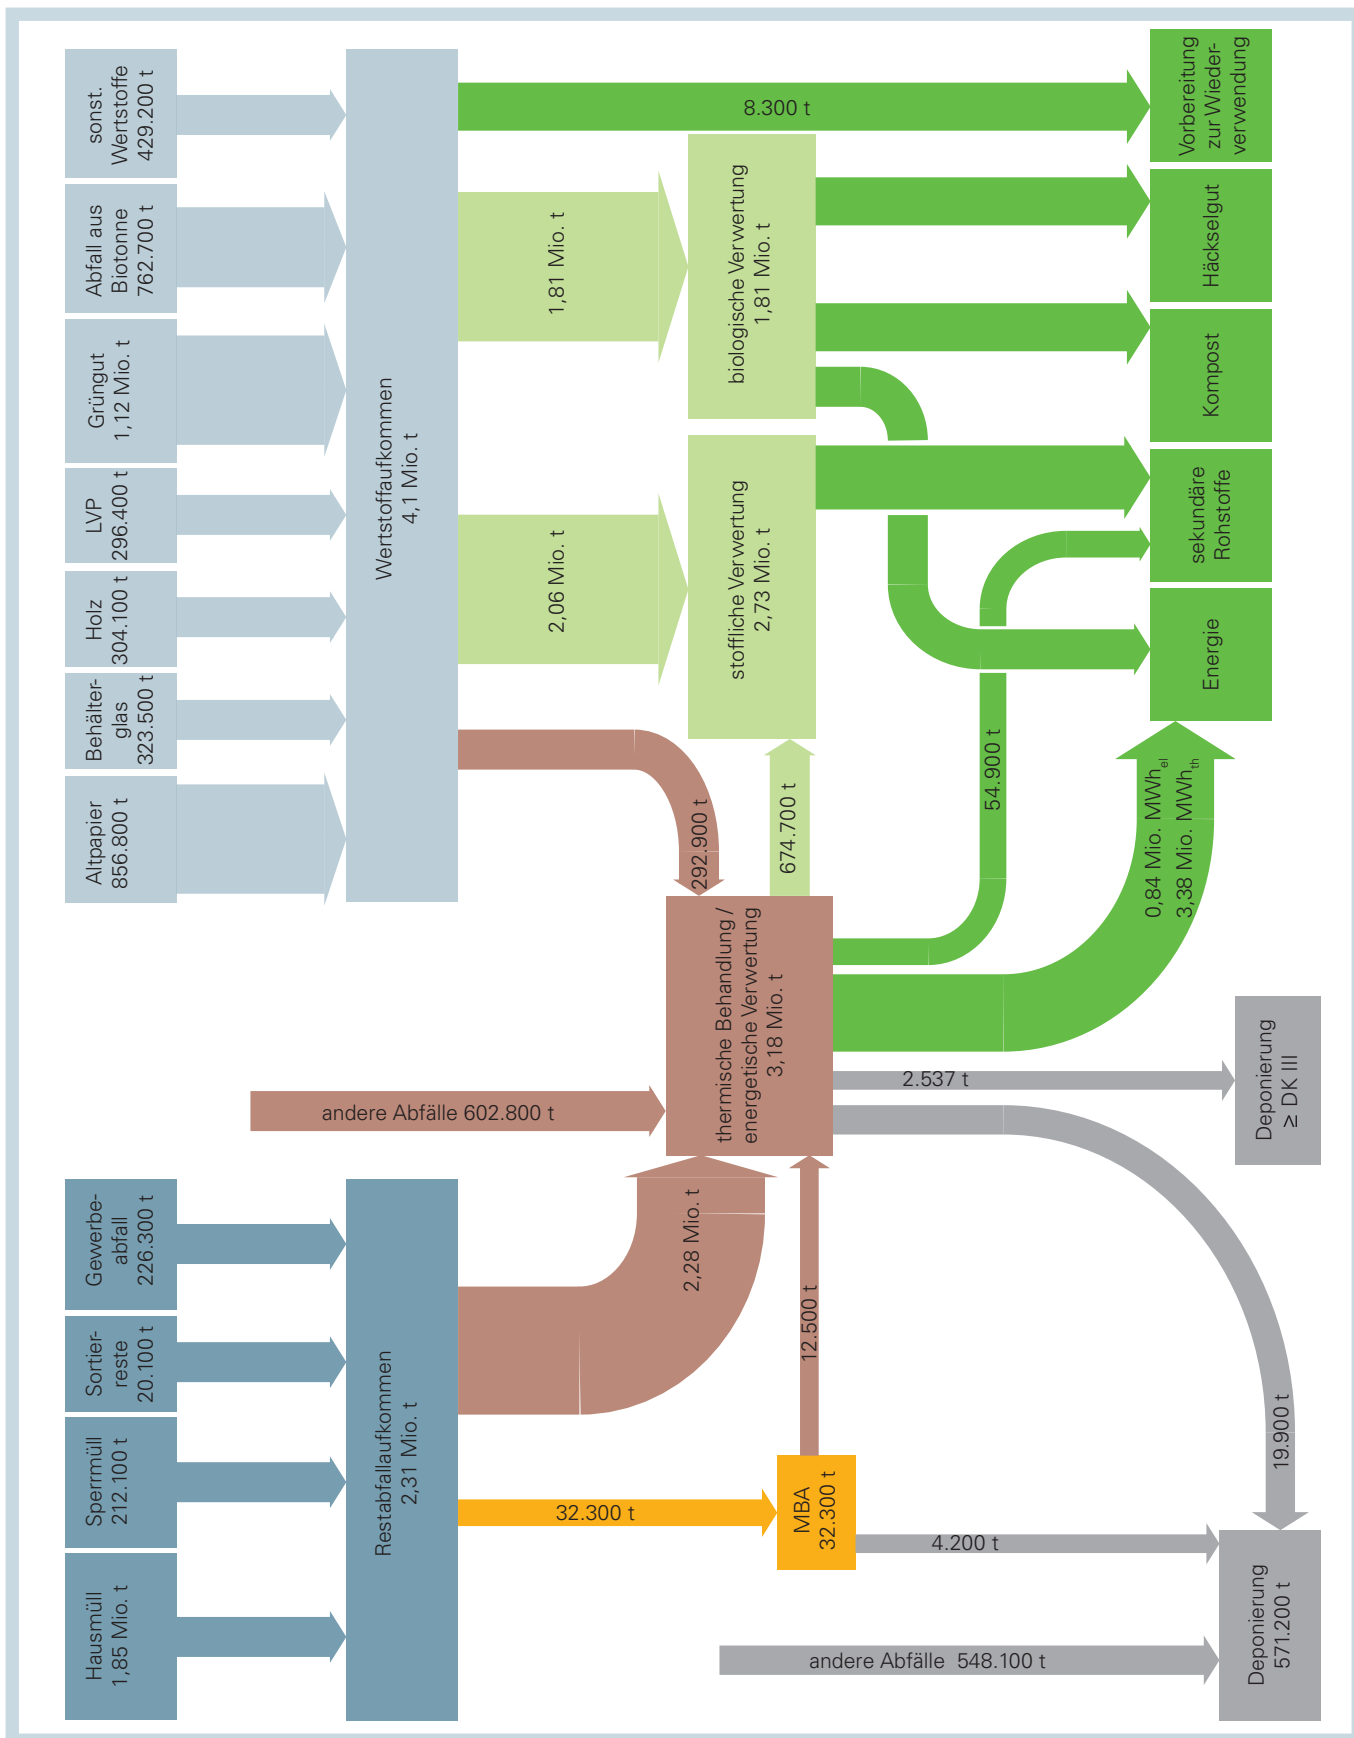 sonst.
Wertstoffe
429.200 t
Abfall aus
Biotonne
762.700 t
Grüngut
1,12 Mio. t
LVP
296.400 t
Holz
304.100 t
Behälter-
glas
323.500 t
Altpapier
856.800 t
Gewerbe-
abfall
226.300 t
Sortier-
reste
20.100 t
Sperrmüll
212.100 t
Hausmüll
1,85 Mio. t
Wertstoffaufkommen
4,1 Mio. t
Restabfallaufkommen
2,31 Mio. t
8.300 t
1,81 Mio. t
2,06 Mio. t
292.900 t
andere Abfälle 602.800 t
2,28 Mio. t
32.300 t
biologische Verwertung
1,81 Mio. t
stoffliche Verwertung
2,73 Mio. t
674.700 t
thermische Behandlung /
energetische Verwertung
3,18 Mio. t
12.500 t
MBA
32.300 t
54.900 t
0,84 Mio. MWhel
3,38 Mio. MWhth
2.537 t
19.900 t
4.200 t
andere Abfälle 548.100 t
Vorbereitung
zur Wieder-
verwendung
Häckselgut
Kompost
sekundäre
Rohstoffe
Energie
Deponierung
≥ DK III
Deponierung
571.200 t